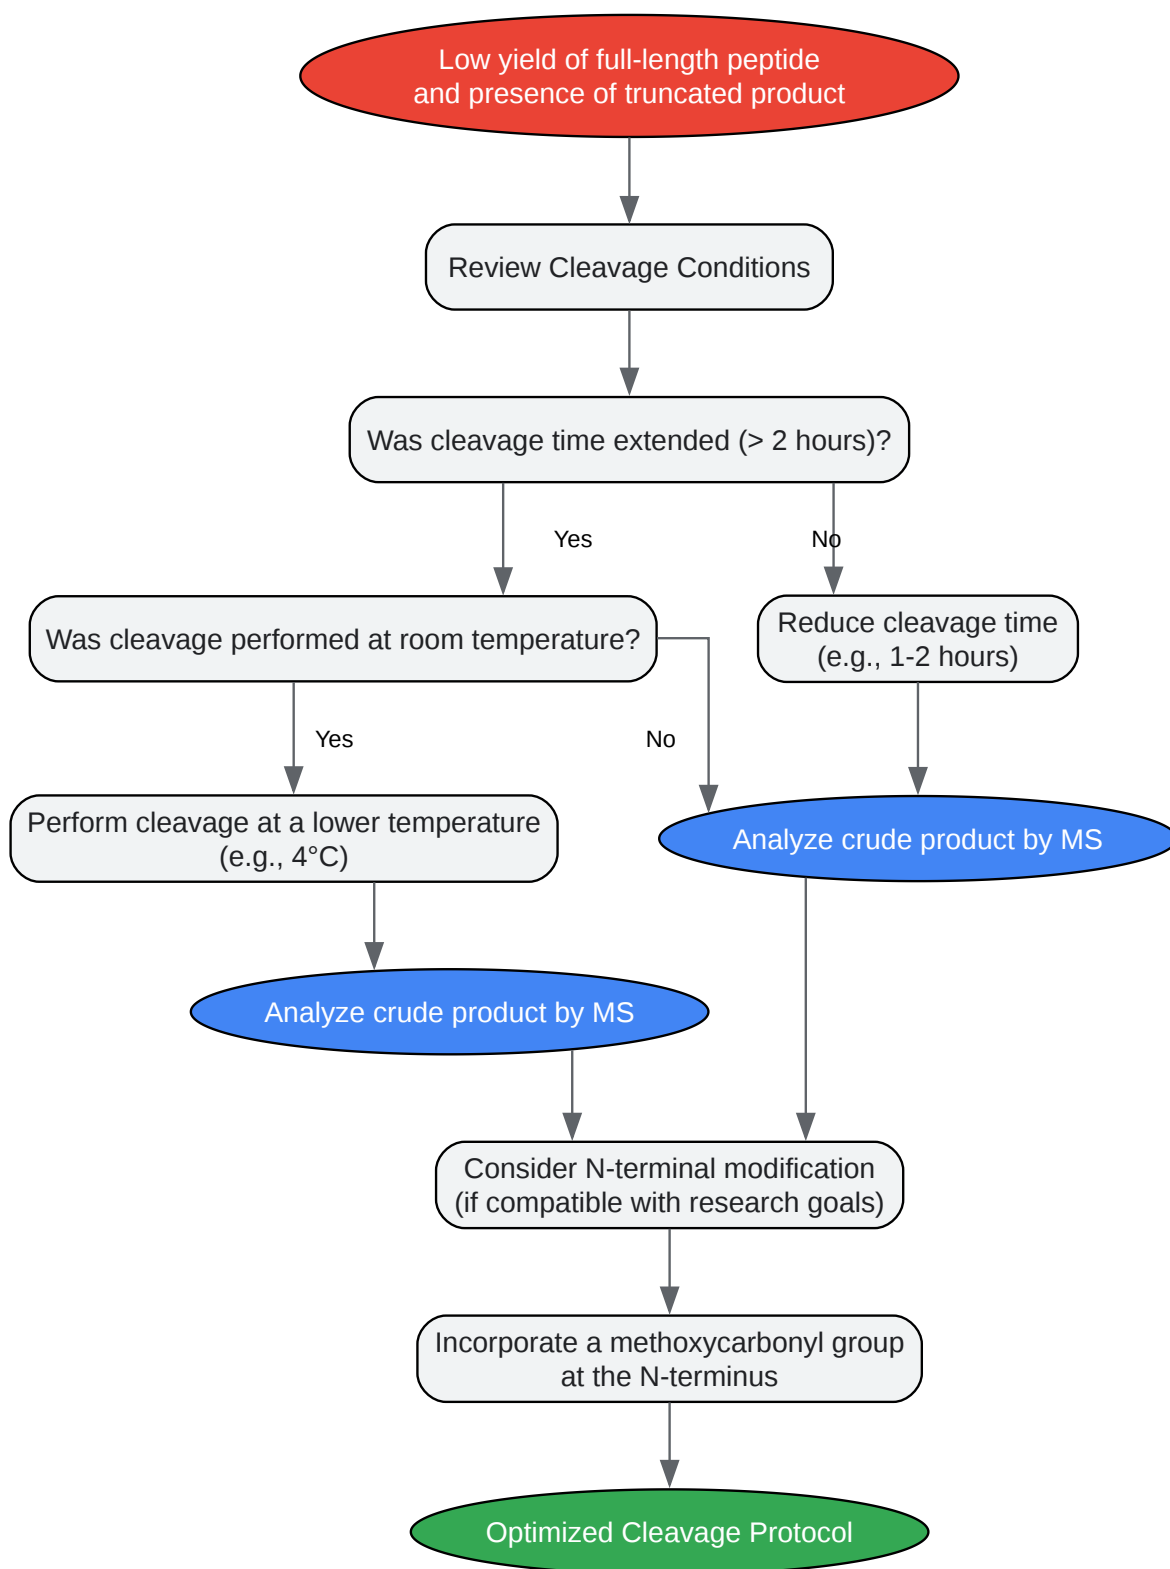 Low yield of full-length peptide
and presence of truncated product
Review Cleavage Conditions
Was cleavage time extended (> 2 hours)?
Yes
No
Was cleavage performed at room temperature?
Reduce cleavage time
(e.g., 1-2 hours)
Yes
No
Perform cleavage at a lower temperature
(e.g., 4°C)
Analyze crude product by MS
Analyze crude product by MS
Consider N-terminal modification
(if compatible with research goals)
Incorporate a methoxycarbonyl group
at the N-terminus
Optimized Cleavage Protocol